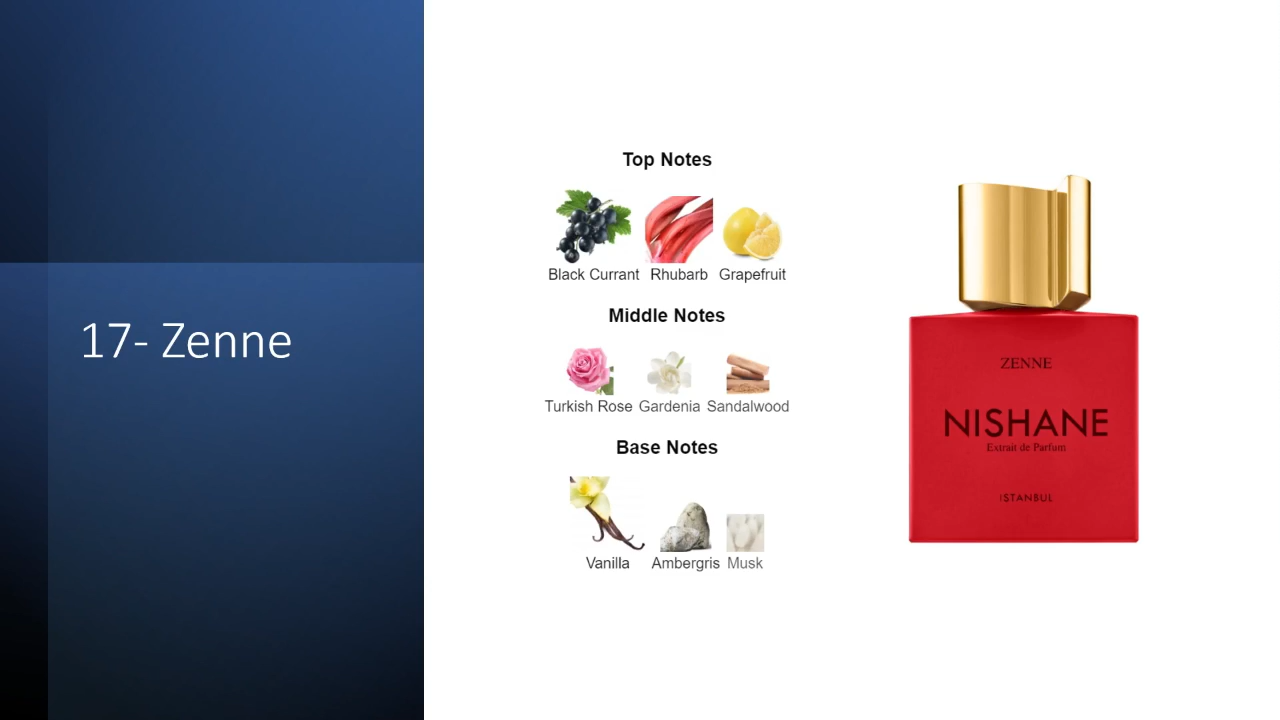 17- Zenne
Top Notes
Black Currant Rhubarb Grapefruit
Middle Notes
Turkish Rose Gardenia Sandalwood
Base Notes
Vanilla Ambergris Musk
ZENNE
NISHANE
Extrait de Parfum
ISTANBUL